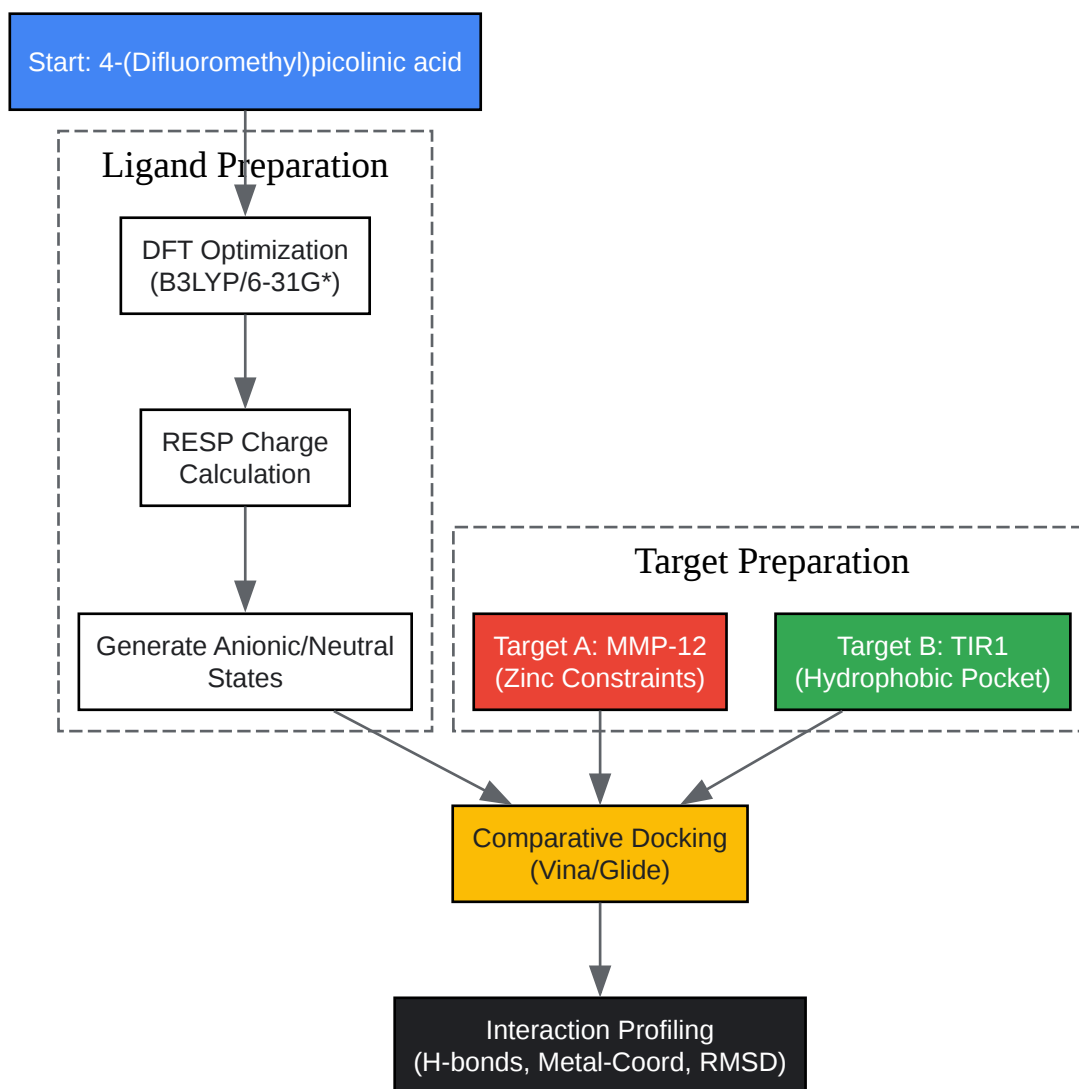 Start: 4-(Difluoromethyl)picolinic acid
Ligand Preparation
DFT Optimization
(B3LYP/6-31G*)
RESP Charge
Calculation
Generate Anionic/Neutral
States
Target Preparation
Target A: MMP-12
(Zinc Constraints)
Target B: TIR1
(Hydrophobic Pocket)
Comparative Docking
(Vina/Glide)
Interaction Profiling
(H-bonds, Metal-Coord, RMSD)